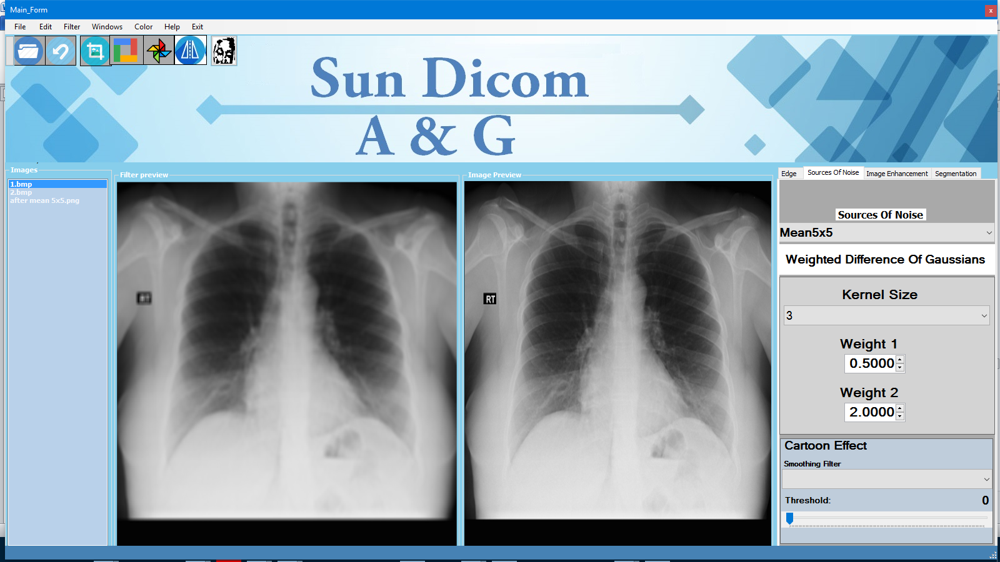 Main_Form
x
File Edit Filter Windows Color Help Exit
Sun Dicom
A & G
Images
1.bmp
2.bmp
after mean 5x5.png
Filter preview
Image Preview
RT
Edge Sources Of Noise Image Enhancement Segmentation
Sources Of Noise
Mean5x5
Weighted Difference Of Gaussians
Kernel Size
3
Weight 1
0.5000
Weight 2
2.0000
Cartoon Effect
Smoothing Filter
Threshold: 0